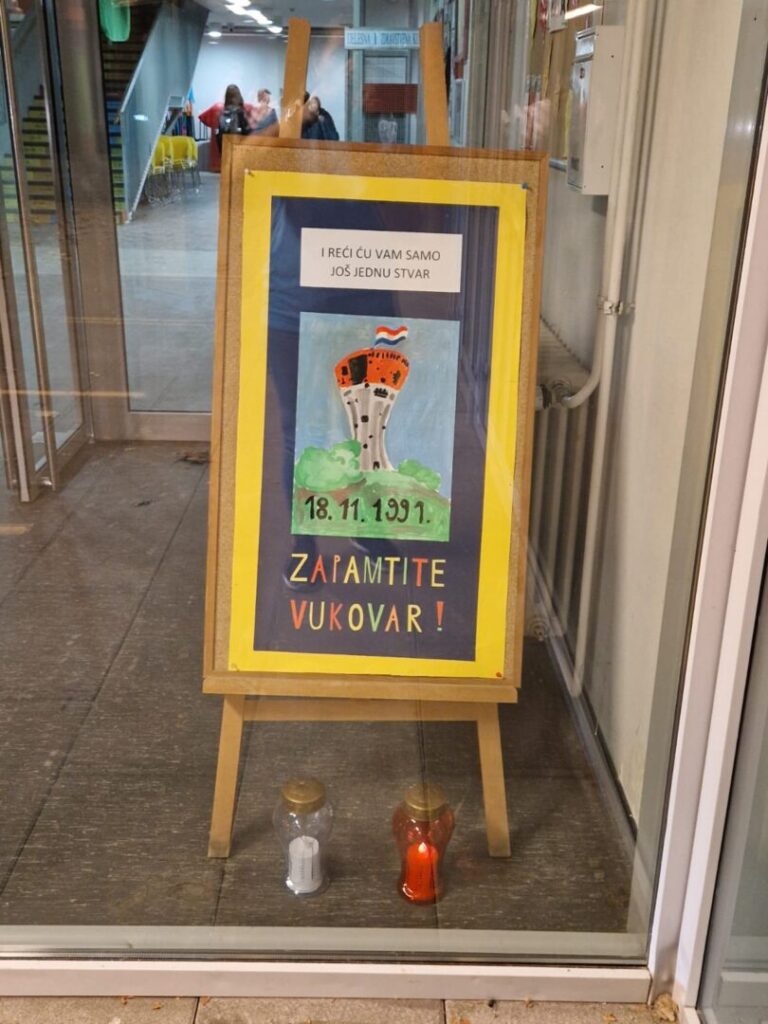 I REĆI ĆU VAM SAMO
JOŠ JEDNU STVAR
18. 11. 1991.
ZAPAMTITE
VUKOVAR !